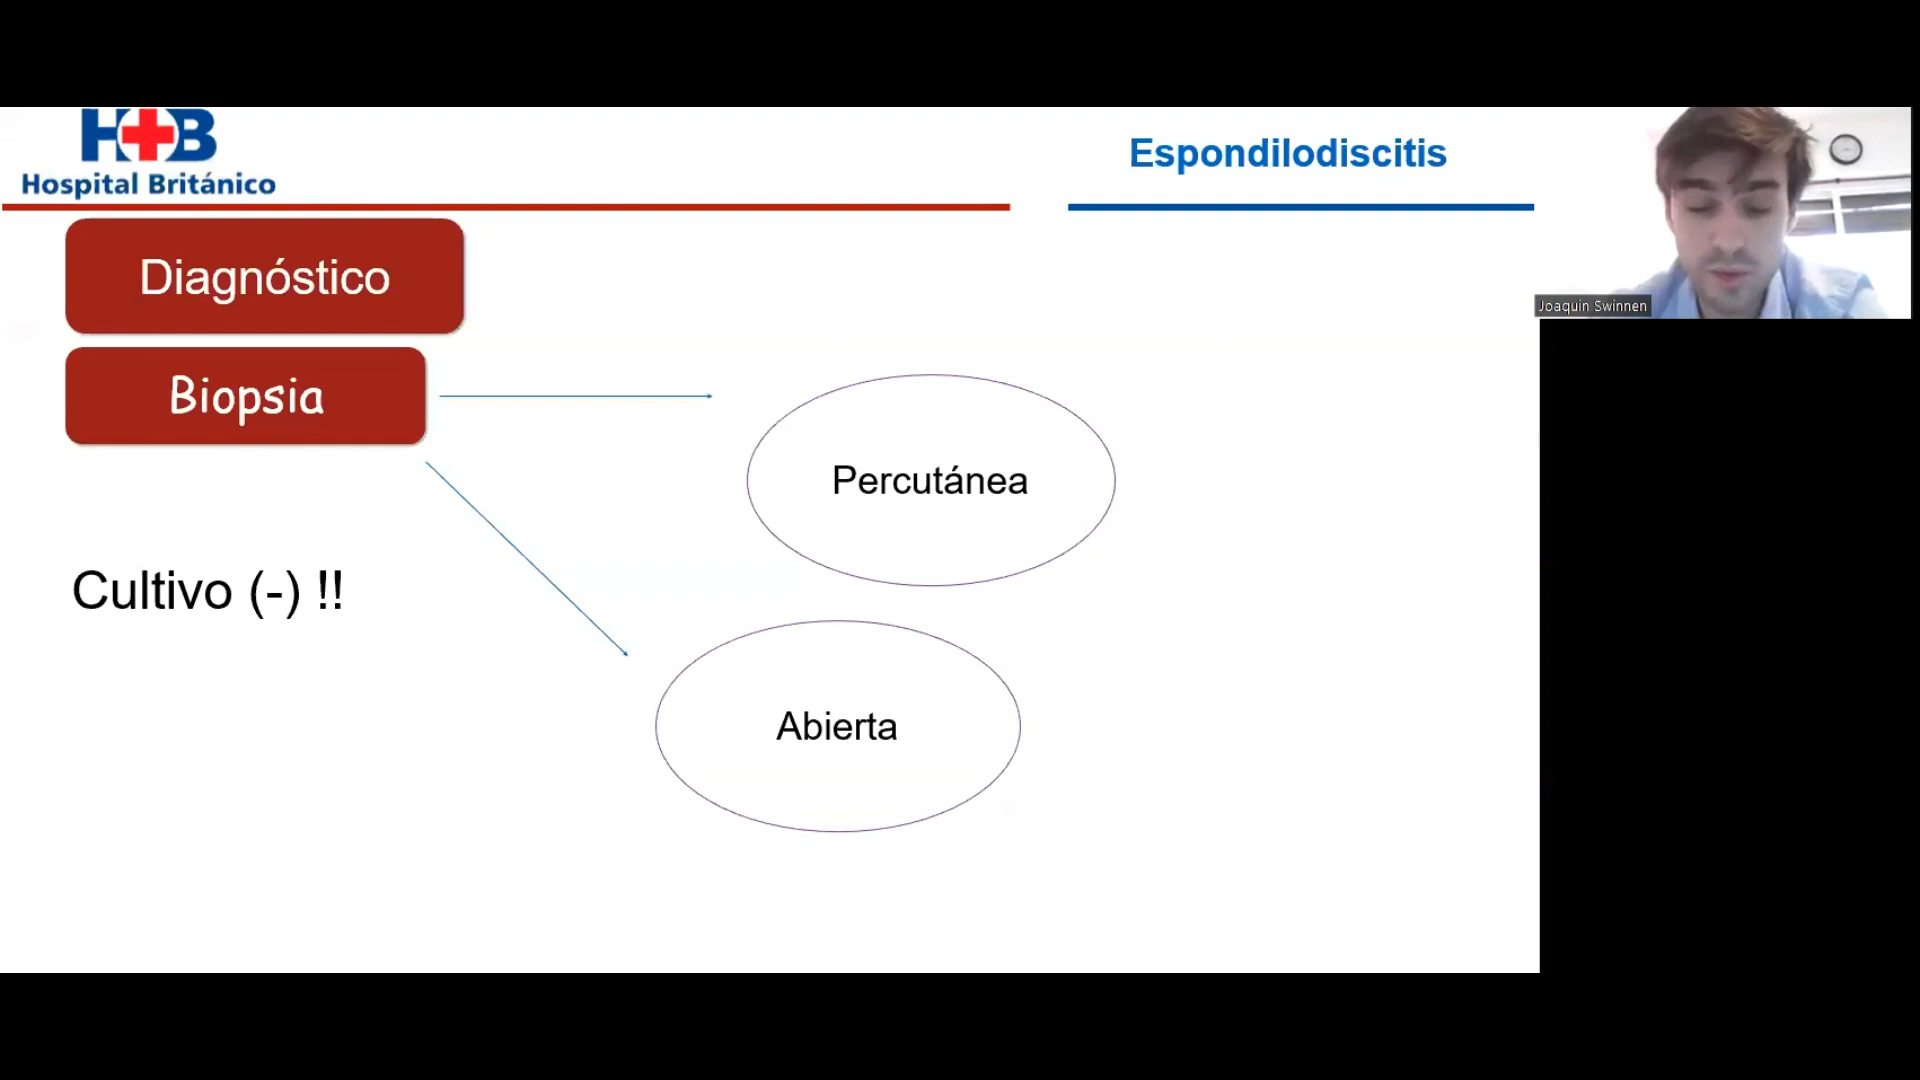 H+B
Hospital Británico
Espondilodiscitis
Joaquin Swinnen
Diagnóstico
Biopsia
Percutánea
Cultivo (-) !!
Abierta